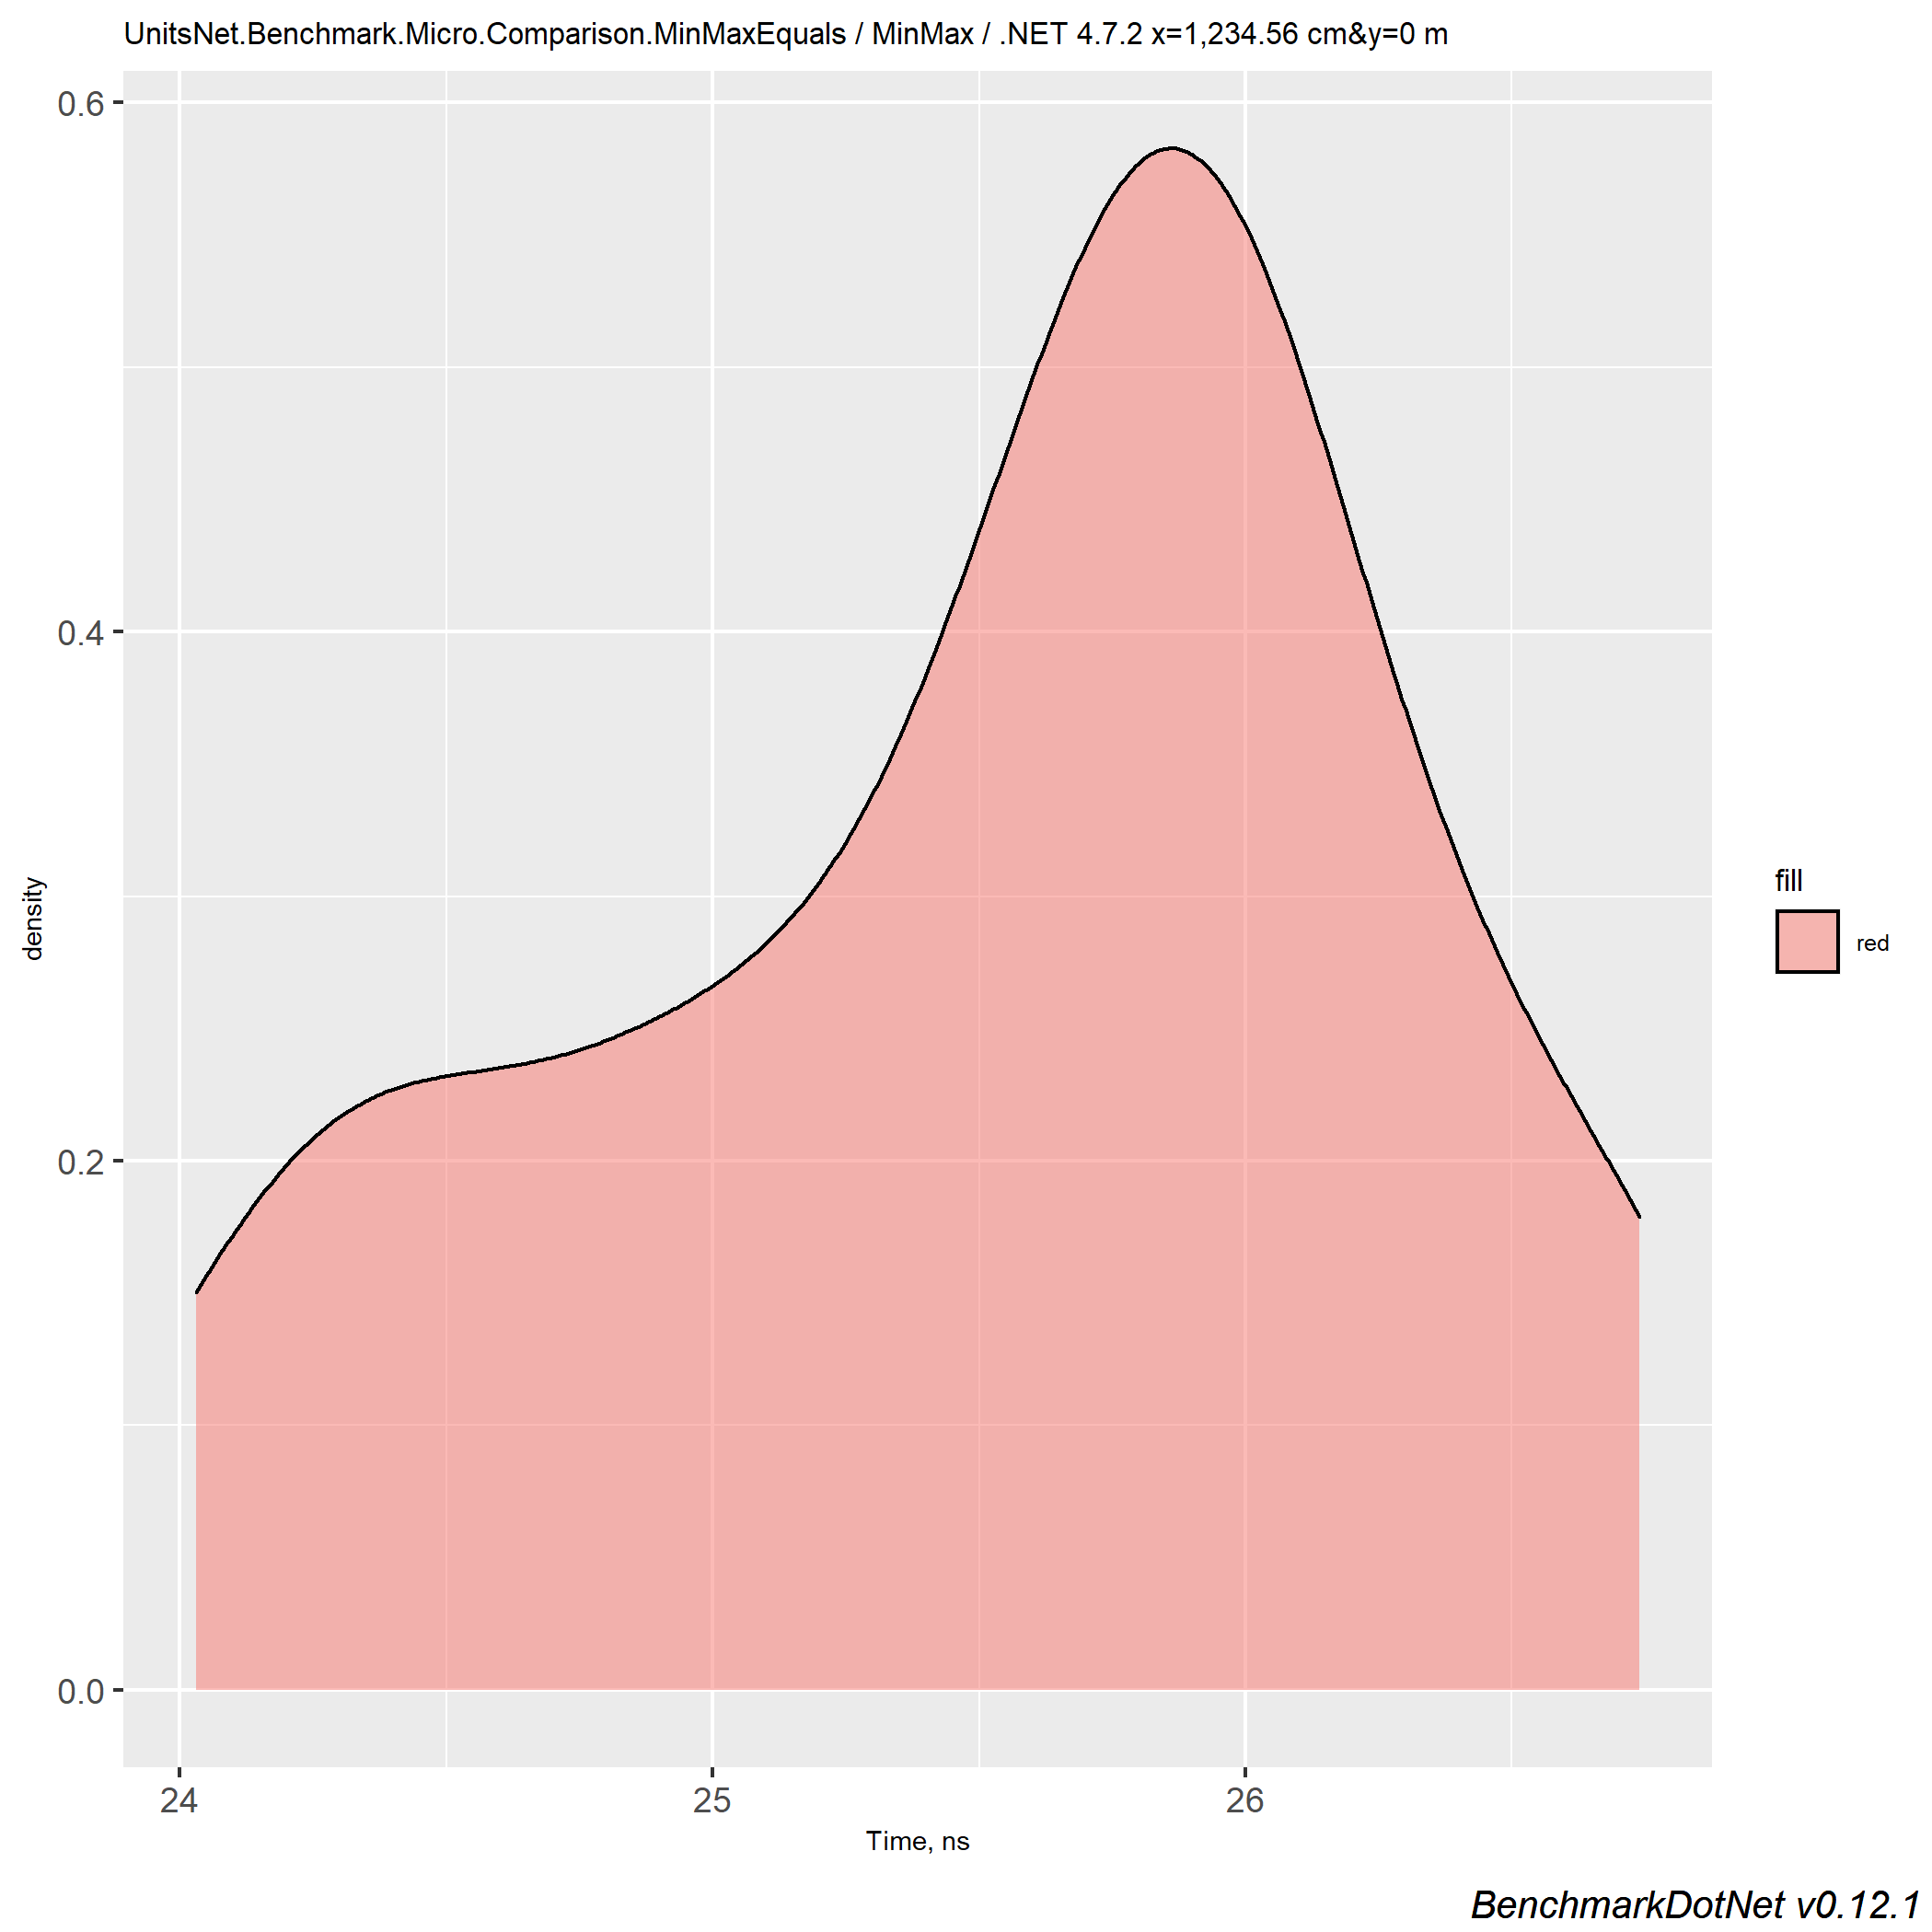 UnitsNet.Benchmark.Micro.Comparison.MinMaxEquals / MinMax / .NET 4.7.2 x=1,234.56 cm&y=0 m
0.6
0.4
0.2
0.0
density
24 25 26
Time, ns
fill
red
BenchmarkDotNet v0.12.1